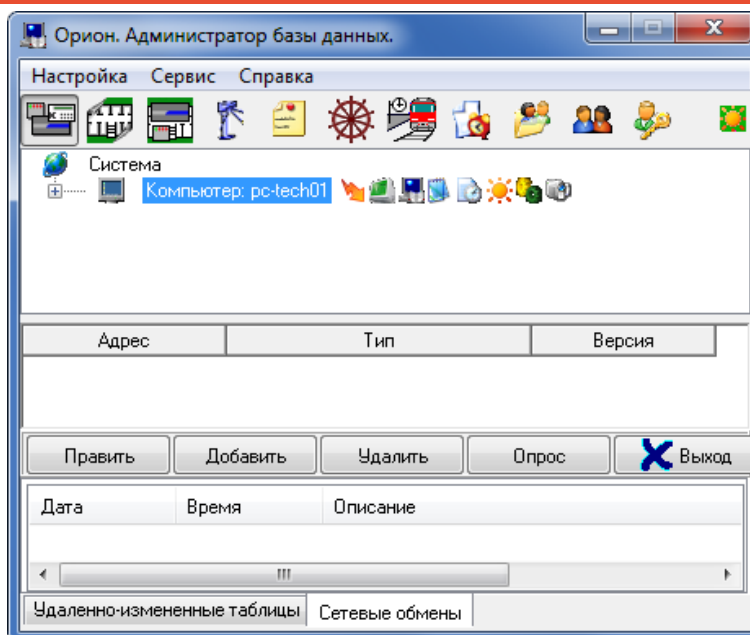 Орион. Администратор базы данных.
Настройка Сервис Справка
Система
Компьютер: pc-tech01
Адрес Тип Версия
Править Добавить Удалить Опрос Выход
Дата Время Описание
Удаленно-измененные таблицы Сетевые обмены